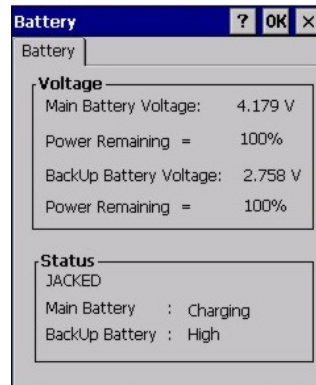 Battery ? OK ×
Battery
Voltage
Main Battery Voltage: 4.179 V
Power Remaining = 100%
BackUp Battery Voltage: 2.758 V
Power Remaining = 100%
Status
JACKED
Main Battery : Charging
BackUp Battery : High